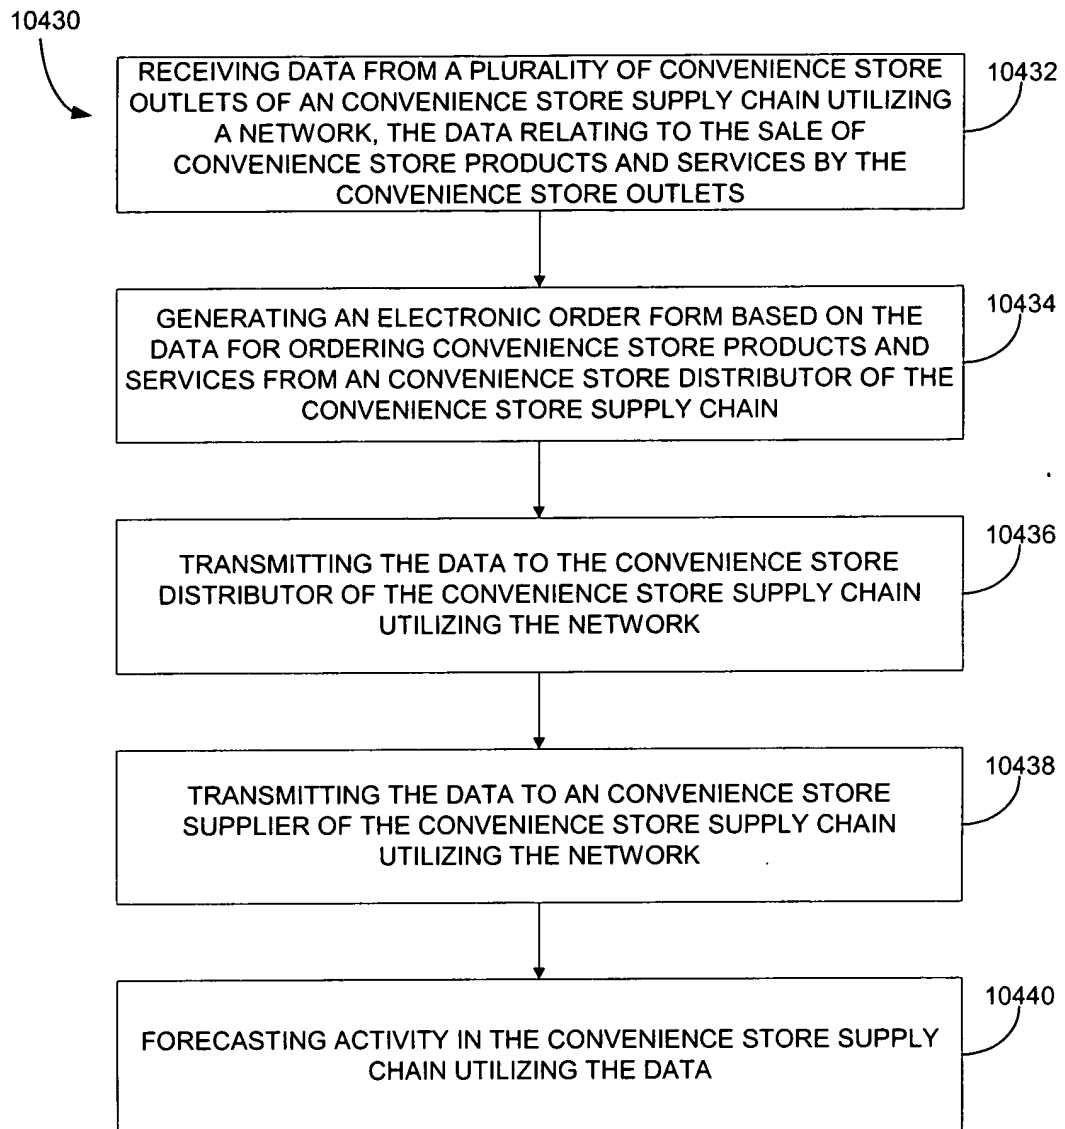 10430
RECEIVING DATA FROM A PLURALITY OF CONVENIENCE STORE
OUTLETS OF AN CONVENIENCE STORE SUPPLY CHAIN UTILIZING
A NETWORK, THE DATA RELATING TO THE SALE OF
CONVENIENCE STORE PRODUCTS AND SERVICES BY THE
CONVENIENCE STORE OUTLETS
10432
GENERATING AN ELECTRONIC ORDER FORM BASED ON THE
DATA FOR ORDERING CONVENIENCE STORE PRODUCTS AND
SERVICES FROM AN CONVENIENCE STORE DISTRIBUTOR OF THE
CONVENIENCE STORE SUPPLY CHAIN
10434
TRANSMITTING THE DATA TO THE CONVENIENCE STORE
DISTRIBUTOR OF THE CONVENIENCE STORE SUPPLY CHAIN
UTILIZING THE NETWORK
10436
TRANSMITTING THE DATA TO AN CONVENIENCE STORE
SUPPLIER OF THE CONVENIENCE STORE SUPPLY CHAIN
UTILIZING THE NETWORK
10438
FORECASTING ACTIVITY IN THE CONVENIENCE STORE SUPPLY
CHAIN UTILIZING THE DATA
10440